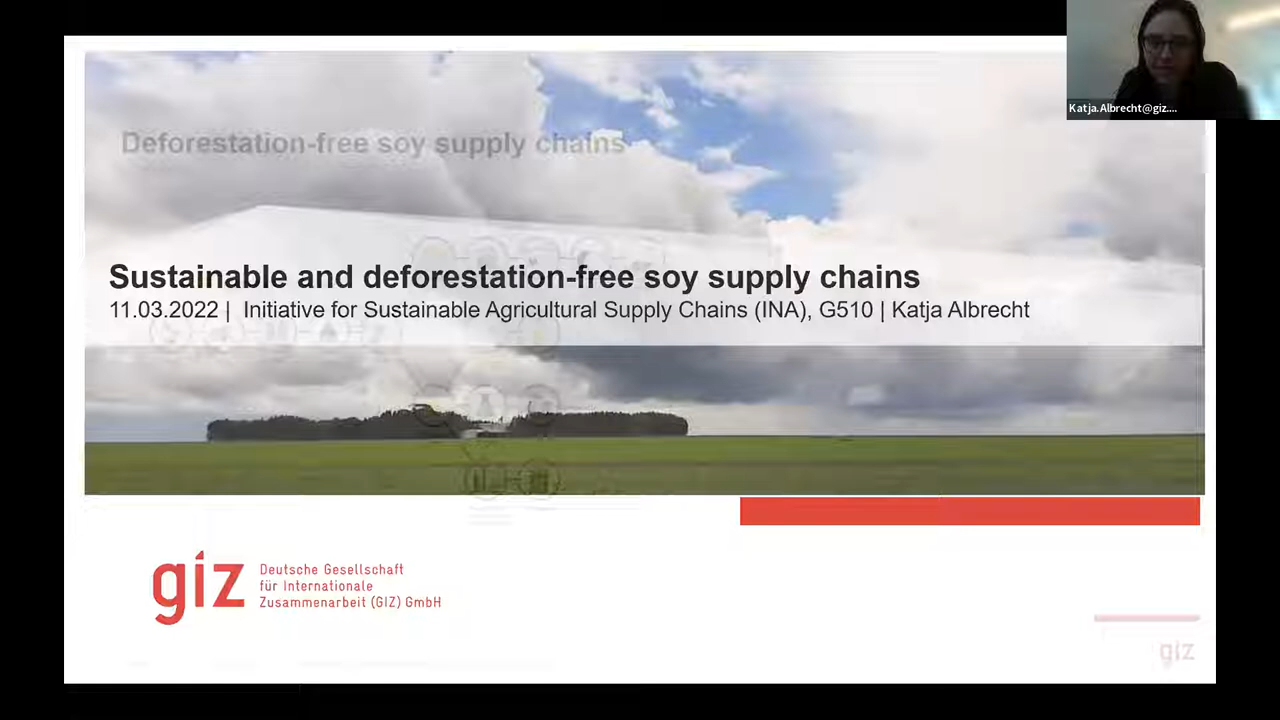 Katja.Albrecht@giz....
Deforestation-free soy supply chains
Sustainable and deforestation-free soy supply chains
11.03.2022 | Initiative for Sustainable Agricultural Supply Chains (INA), G510 | Katja Albrecht
giz
Deutsche Gesellschaft
für Internationale
Zusammenarbeit (GIZ) GmbH
giz